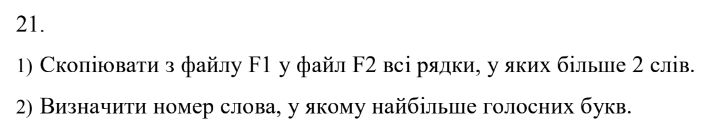 21.
1) Скопіювати з файлу F1 у файл F2 всі рядки, у яких більше 2 слів.
2) Визначити номер слова, у якому найбільше голосних букв.